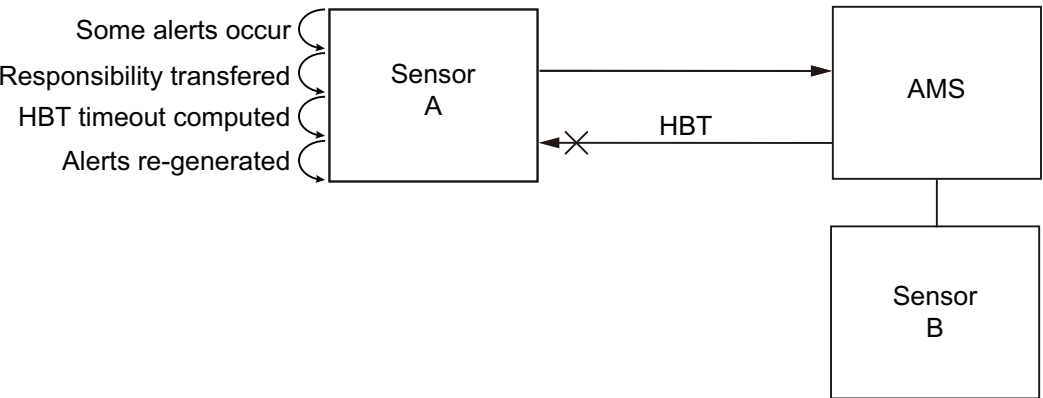 Some alerts occur
Responsibility transfered
HBT timeout computed
Alerts re-generated
Sensor
A
HBT
AMS
Sensor
B